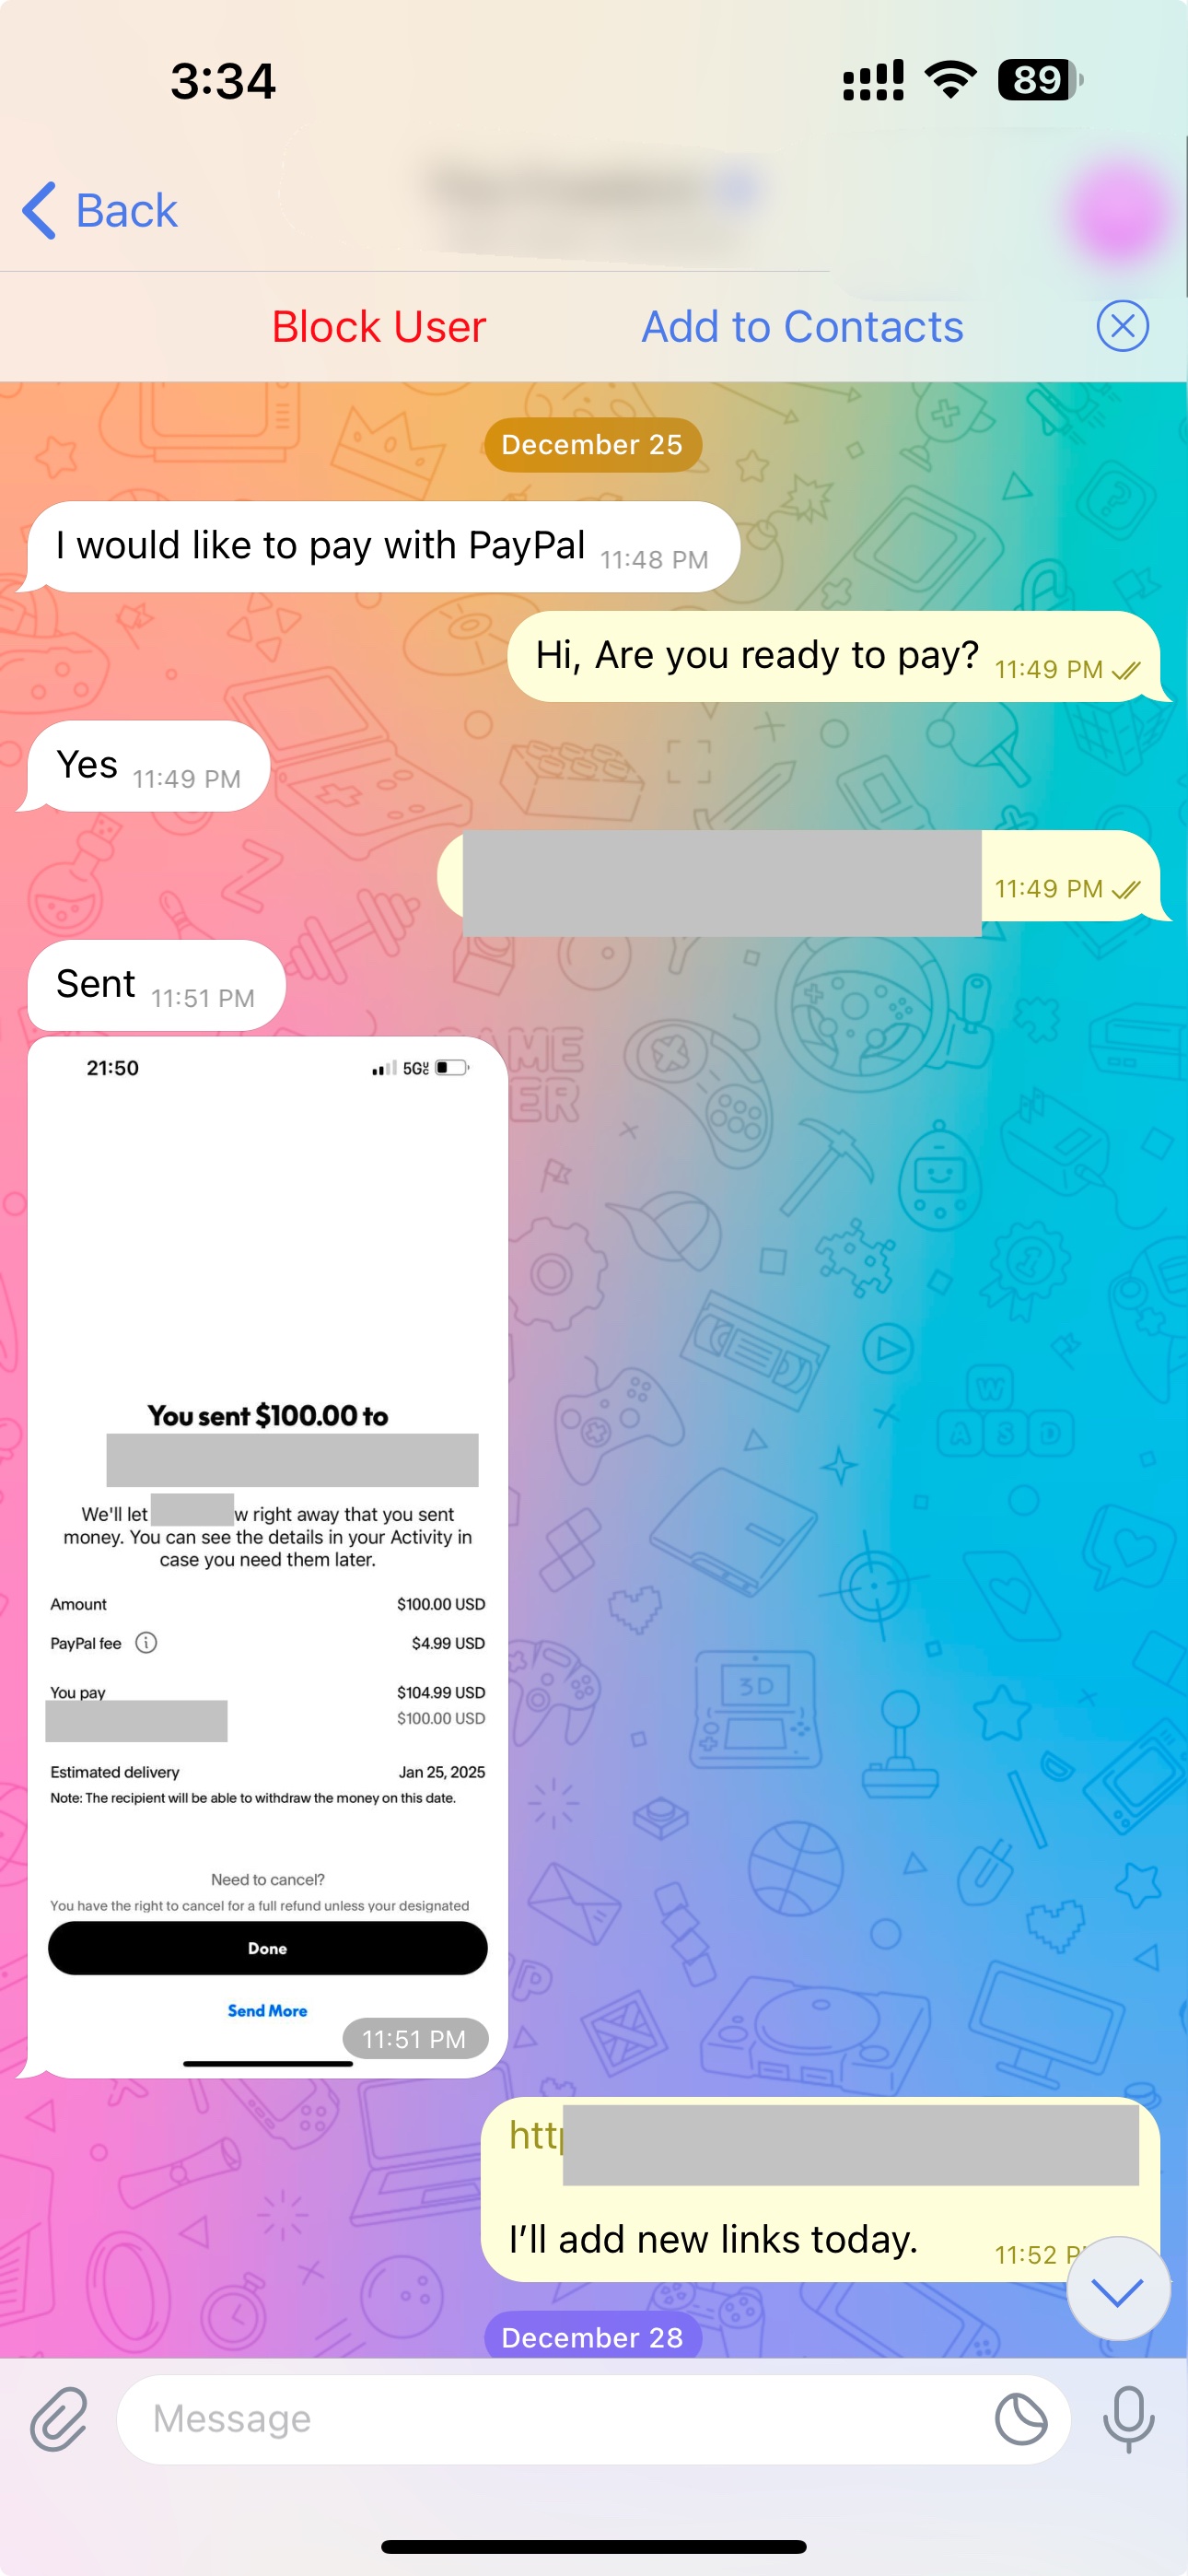 3:34
89
Back
Block User
Add to Contacts
December 25
I would like to pay with PayPal 11:48 PM
Hi, Are you ready to pay? 11:49 PM
Yes 11:49 PM
11:49 PM
Sent 11:51 PM
21:50
5G
You sent $100.00 to
We'll let w right away that you sent
money. You can see the details in your Activity in
case you need them later.
Amount $100.00 USD
PayPal fee $4.99 USD
You pay $104.99 USD
$100.00 USD
Estimated delivery Jan 25, 2025
Note: The recipient will be able to withdraw the money on this date.
Need to cancel?
You have the right to cancel for a full refund unless your designated
Done
Send More
11:51 PM
http
I'll add new links today.
11:52 P
December 28
Message
W
A S D
3D